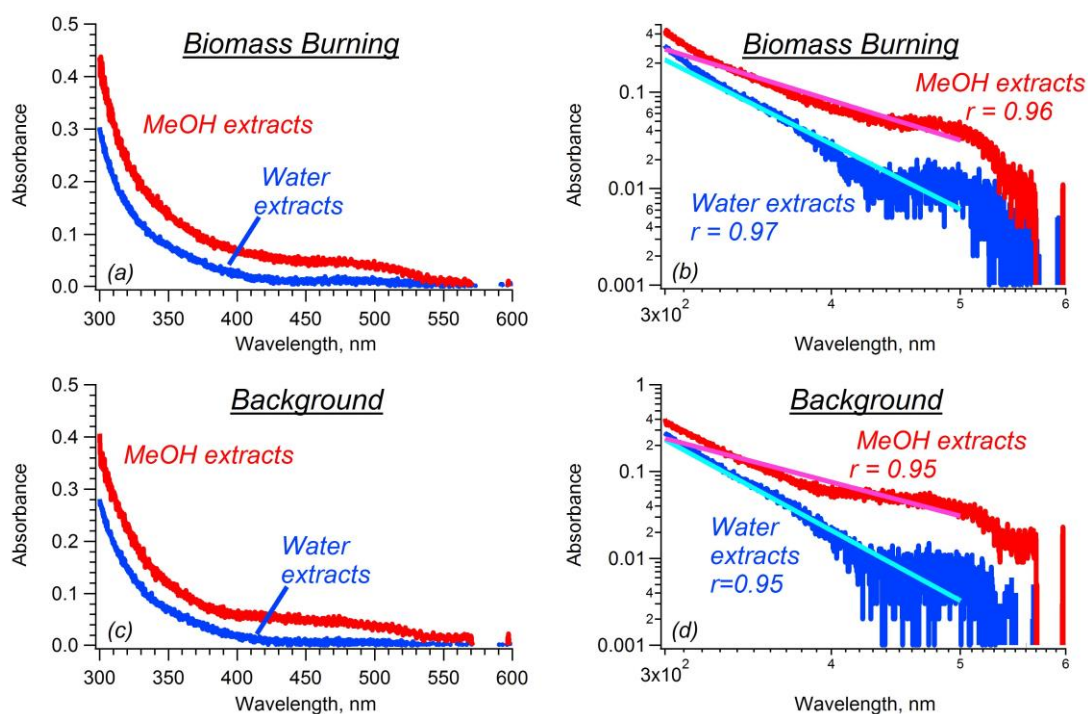 Biomass Burning
0.5
0.4
0.3
0.2
0.1
0.0
Absorbance
MeOH extracts
Water
extracts
(a)
300 350 400 450 500 550 600
Wavelength, nm
Biomass Burning
4
2
0.1
6
4
2
0.01
6
4
2
0.001
Absorbance
MeOH extracts
r = 0.96
Water extracts
r = 0.97
(b)
3x10² 4 5 6
Wavelength, nm
Background
0.5
0.4
0.3
0.2
0.1
0.0
Absorbance
MeOH extracts
Water
extracts
(c)
300 350 400 450 500 550 600
Wavelength, nm
Background
1
4
2
0.1
4
2
0.01
4
2
0.001
Absorbance
MeOH extracts
r = 0.95
Water
extracts
r=0.95
(d)
3x10² 4 5 6
Wavelength, nm